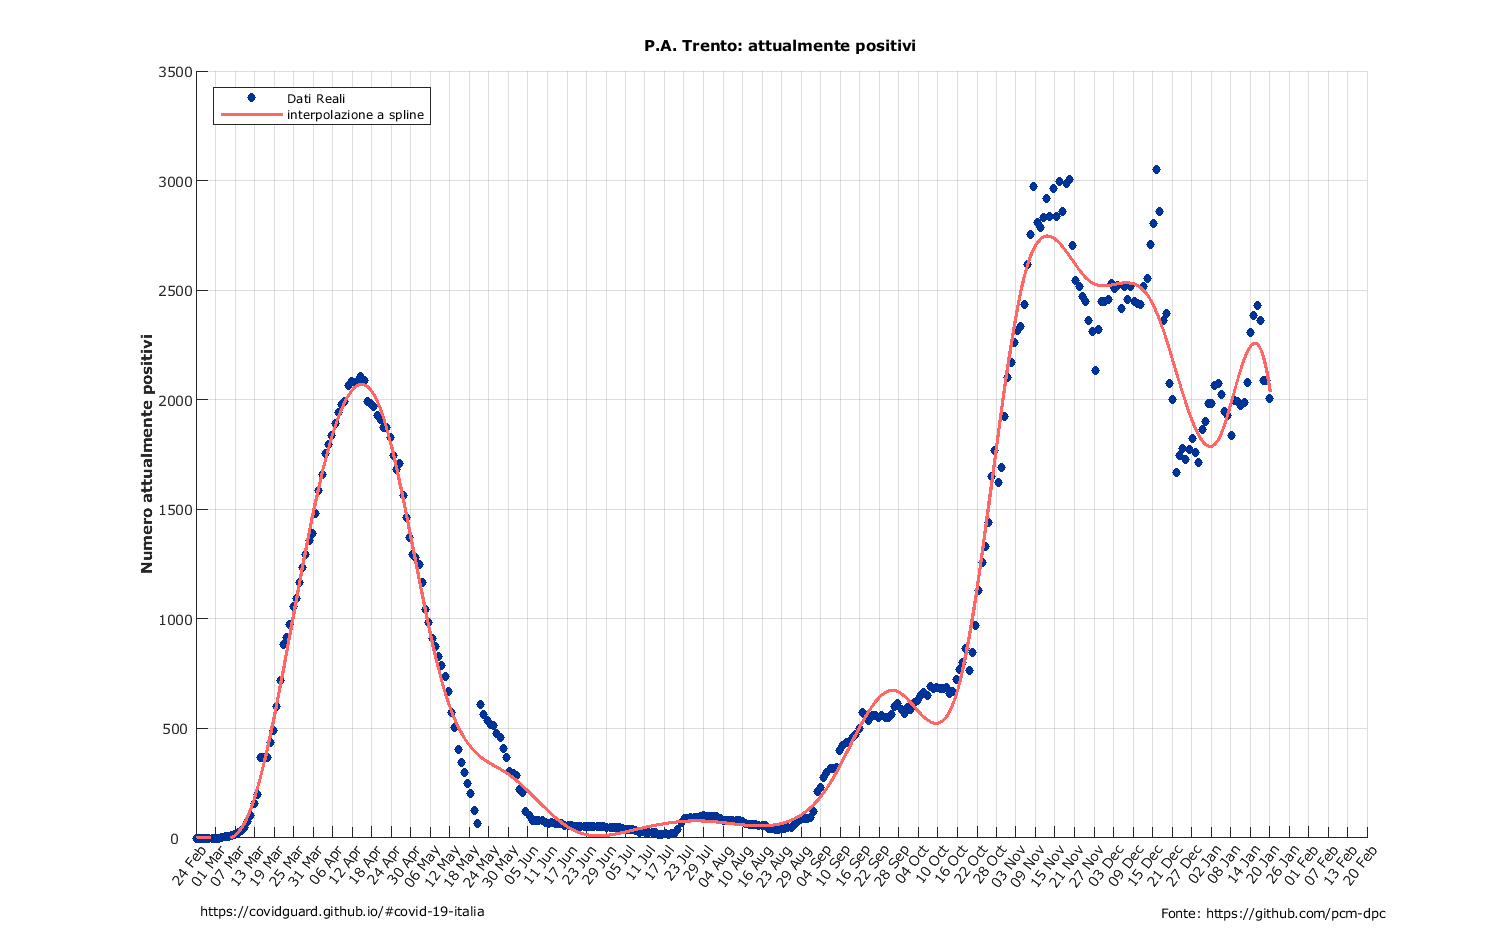 P.A. Trento: attualmente positivi
Dati Reali
interpolazione a spline
Numero attualmente positivi
3500
3000
2500
2000
1500
1000
500
0
24 Feb
01 Mar
07 Mar
13 Mar
19 Mar
25 Mar
31 Mar
06 Apr
12 Apr
18 Apr
24 Apr
30 Apr
06 May
12 May
18 May
24 May
30 May
05 Jun
11 Jun
17 Jun
23 Jun
29 Jun
05 Jul
11 Jul
17 Jul
23 Jul
29 Jul
04 Aug
10 Aug
16 Aug
23 Aug
29 Aug
04 Sep
10 Sep
16 Sep
22 Sep
28 Sep
04 Oct
10 Oct
16 Oct
22 Oct
28 Oct
03 Nov
09 Nov
15 Nov
21 Nov
27 Nov
03 Dec
09 Dec
15 Dec
21 Dec
27 Dec
02 Jan
08 Jan
14 Jan
20 Jan
26 Jan
01 Feb
07 Feb
13 Feb
20 Feb
https://covidguard.github.io/#covid-19-italia
Fonte: https://github.com/pcm-dpc